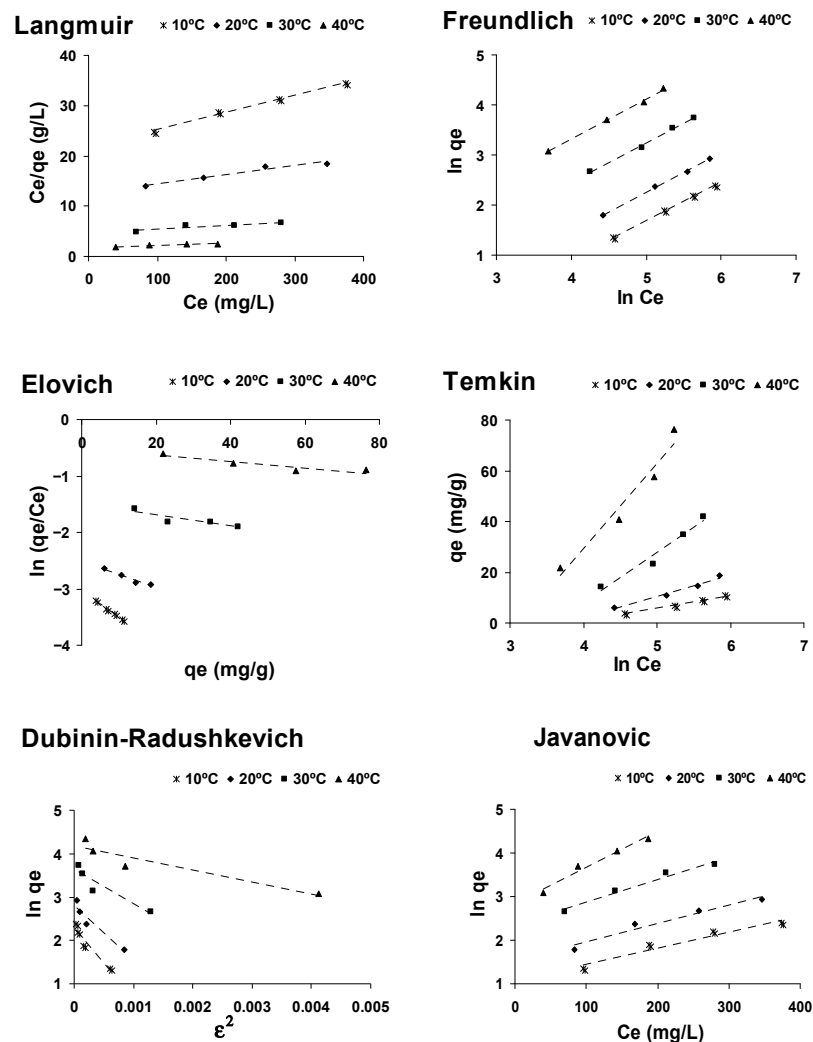 Langmuir
10ºC 20ºC 30ºC 40ºC
40
30
20
10
0
0 100 200 300 400
Ce/qe (g/L)
Ce (mg/L)
Freundlich
10ºC 20ºC 30ºC 40ºC
5
4
3
2
1
3 4 5 6 7
ln qe
ln Ce
Elovich
10ºC 20ºC 30ºC 40ºC
0 20 40 60 80
0
−1
−2
−3
−4
ln (qe/Ce)
qe (mg/g)
Temkin
10ºC 20ºC 30ºC 40ºC
80
60
40
20
0
3 4 5 6 7
qe (mg/g)
ln Ce
Dubinin-Radushkevich
10ºC 20ºC 30ºC 40ºC
5
4
3
2
1
0 0.001 0.002 0.003 0.004 0.005
ln qe
ε²
Javanovic
10ºC 20ºC 30ºC 40ºC
5
4
3
2
1
0 100 200 300 400
ln qe
Ce (mg/L)